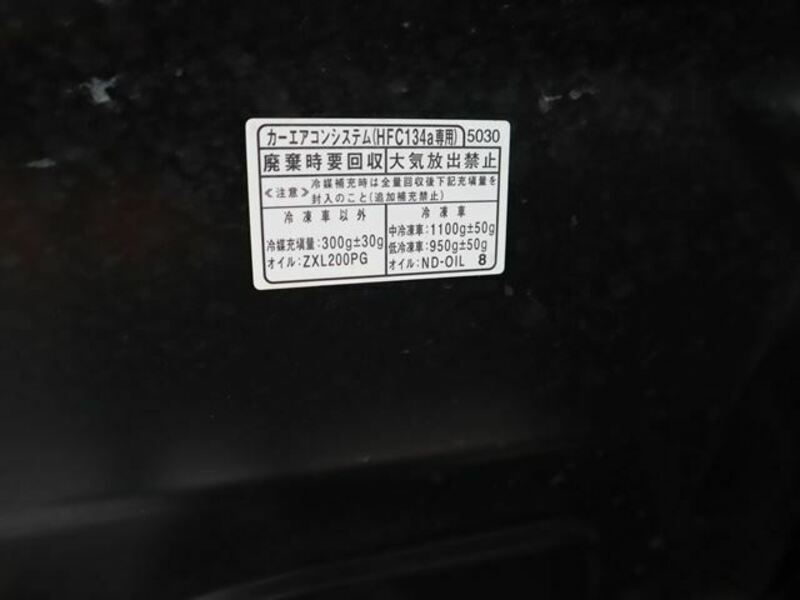 カーエアコンシステム(HFC134a専用) 5030
廃棄時要回収 大気放出禁止
≪注意≫ 冷媒補充時は全量回収後下記充填量を
封入のこと(追加補充禁止)
冷凍車以外
冷媒充填量:300g±30g
オイル:ZXL200PG
冷凍車
中冷凍車:1100g±50g
低冷凍車:950g±50g
オイル:ND-OIL 8